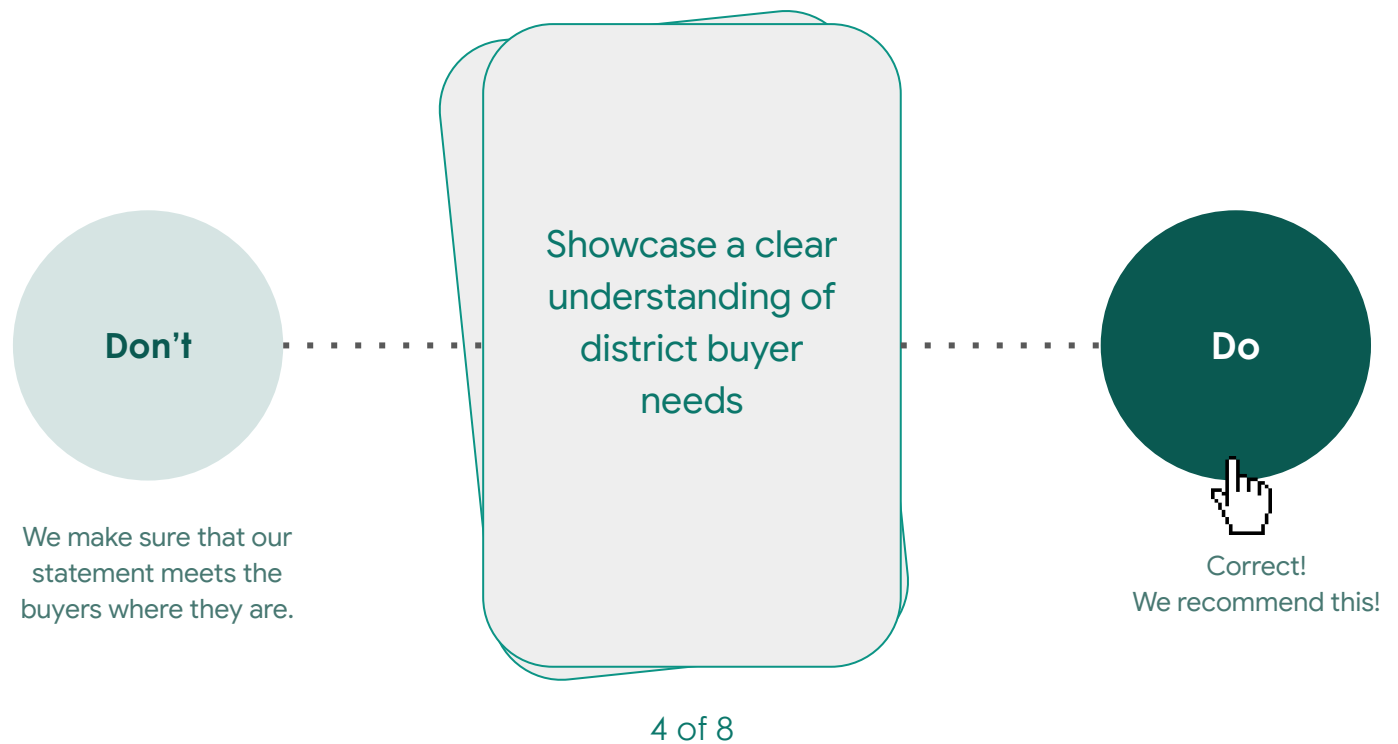 Showcase a clear
understanding of
district buyer
needs
Don't
Do
We make sure that our
statement meets the
buyers where they are.
Correct!
We recommend this!
4 of 8